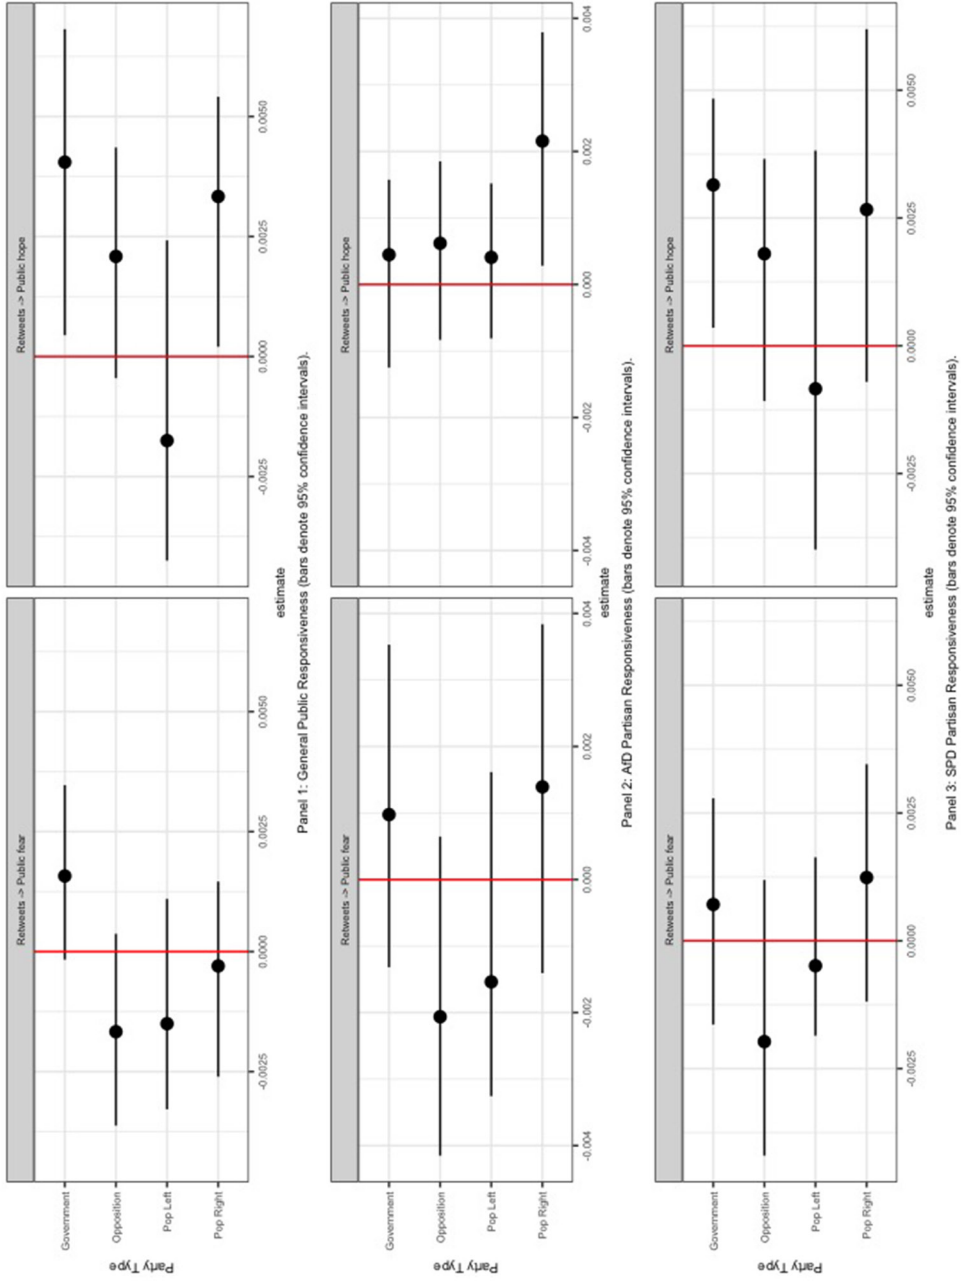 Retweets -> Public fear
Retweets -> Public hope
Party Type
Government
Opposition
Pop Left
Pop Right
-0.0025
0.0000
0.0025
0.0050
-0.0025
0.0000
0.0025
0.0050
estimate
Panel 1: General Public Responsiveness (bars denote 95% confidence intervals).
Retweets -> Public fear
Retweets -> Public hope
Party Type
Government
Opposition
Pop Left
Pop Right
-0.004
-0.002
0.000
0.002
0.004
-0.004
-0.002
0.000
0.002
0.004
estimate
Panel 2: AfD Partisan Responsiveness (bars denote 95% confidence intervals).
Retweets -> Public fear
Retweets -> Public hope
Party Type
Government
Opposition
Pop Left
Pop Right
-0.0025
0.0000
0.0025
0.0050
-0.0025
0.0000
0.0025
0.0050
estimate
Panel 3: SPD Partisan Responsiveness (bars denote 95% confidence intervals).